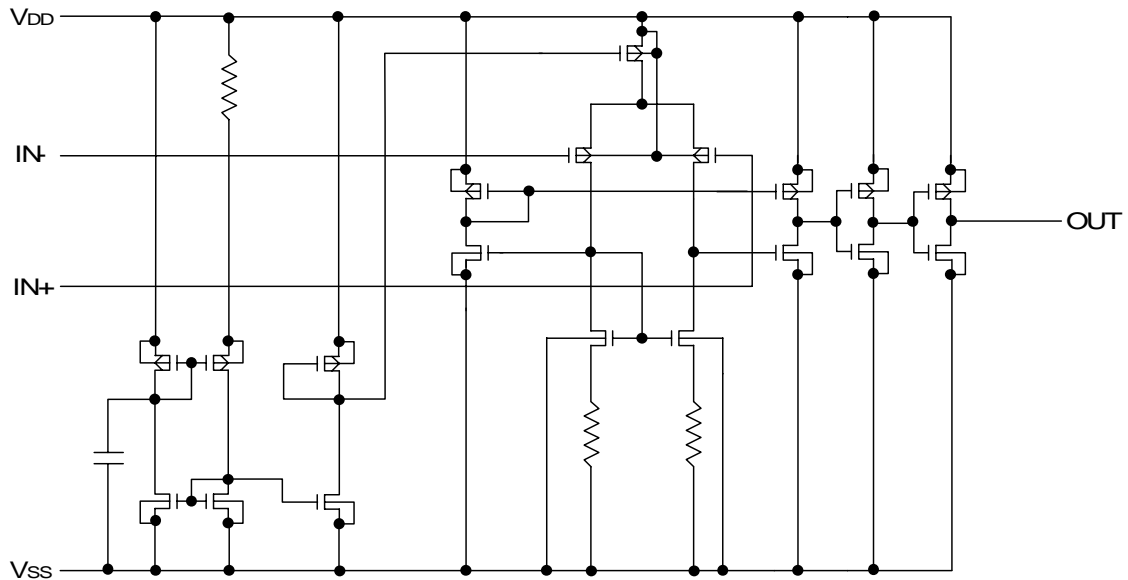 VDD
IN-
OUT
IN+
VSS